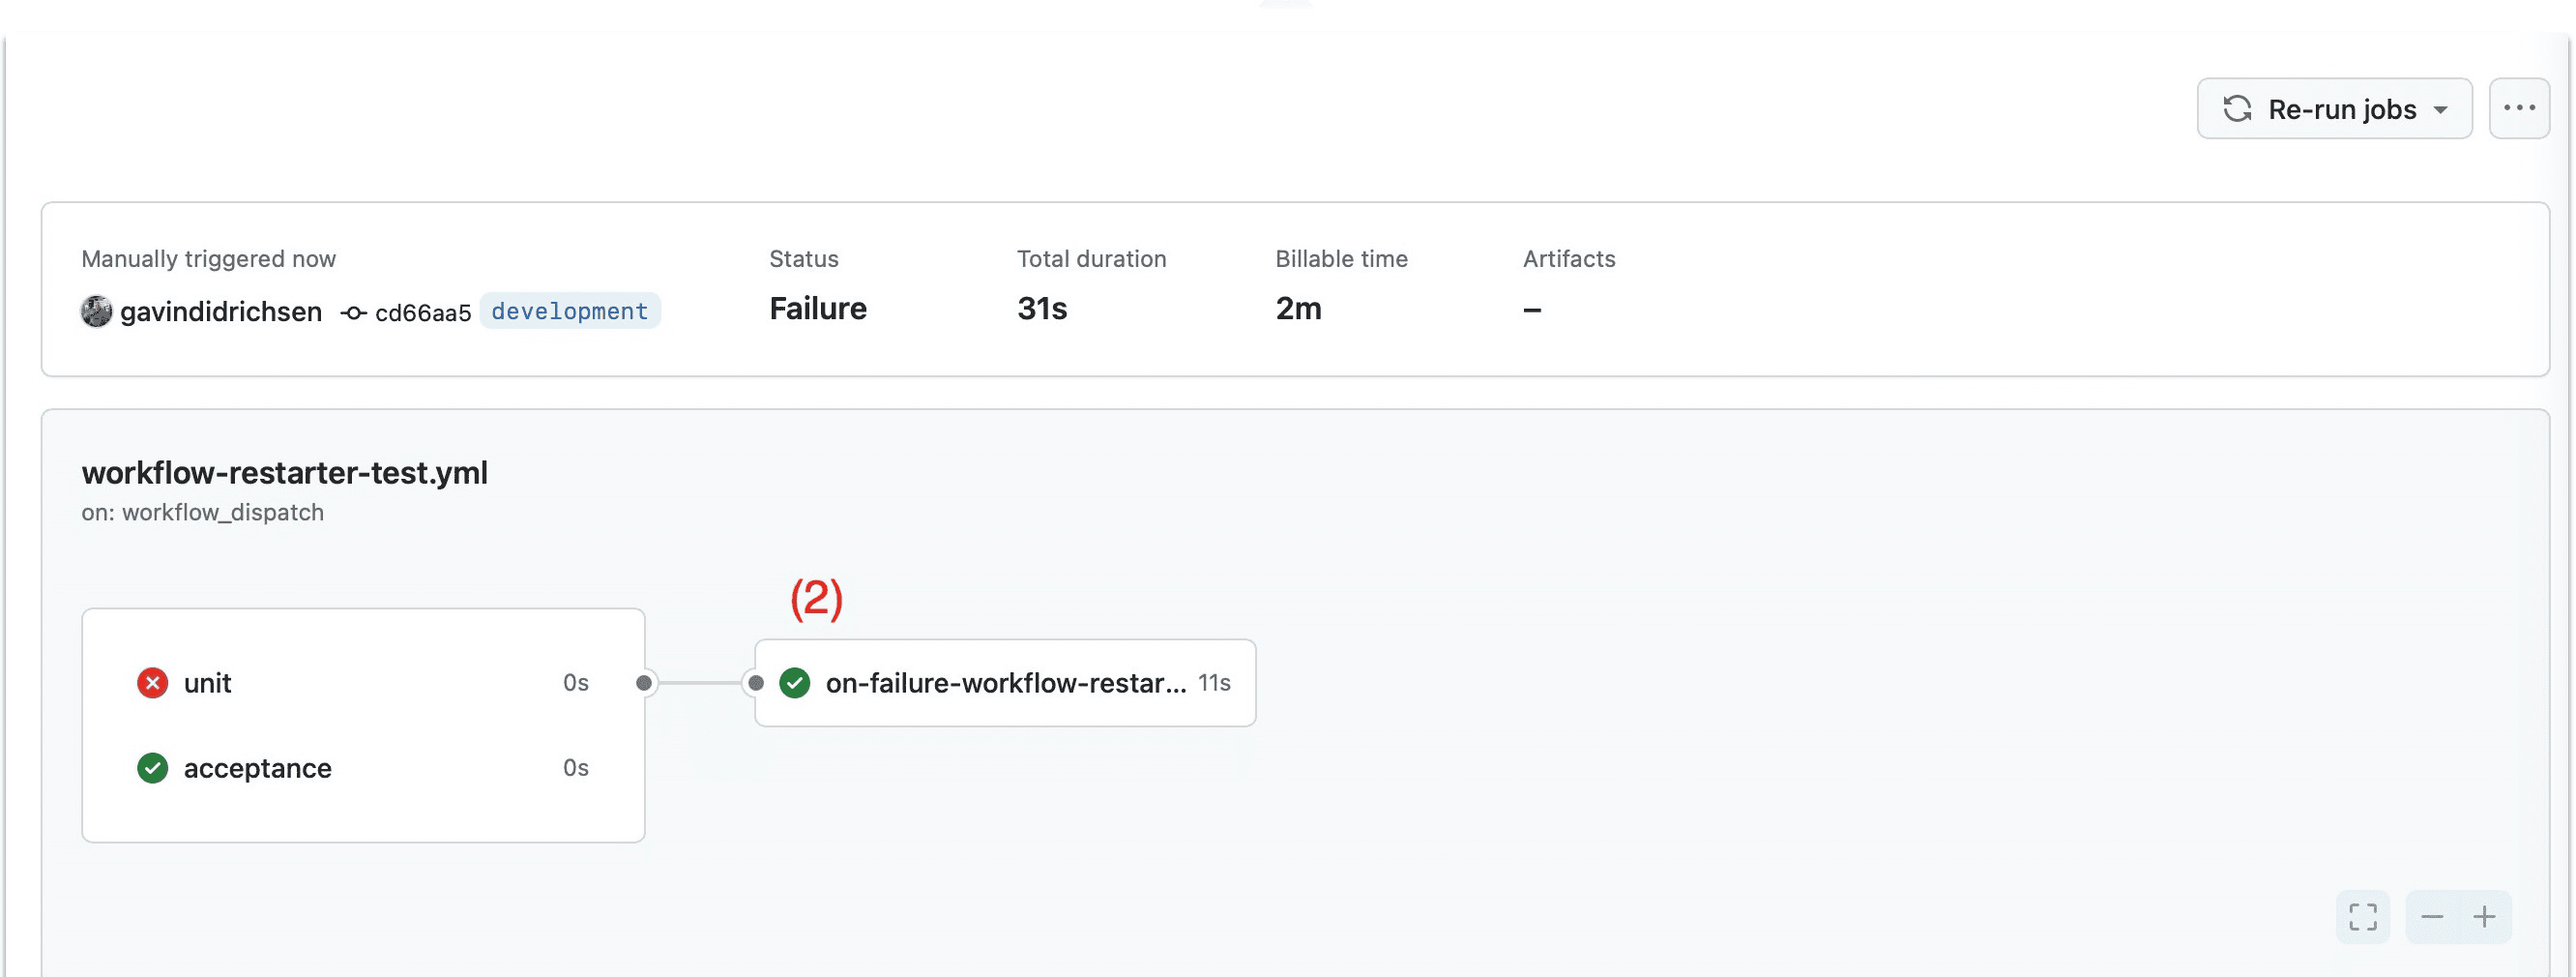 Re-run jobs
Manually triggered now
gavindidrichsen cd66aa5 development
Status
Failure
Total duration
31s
Billable time
2m
Artifacts
–
workflow-restarter-test.yml
on: workflow_dispatch
(2)
unit 0s
on-failure-workflow-restar... 11s
acceptance 0s